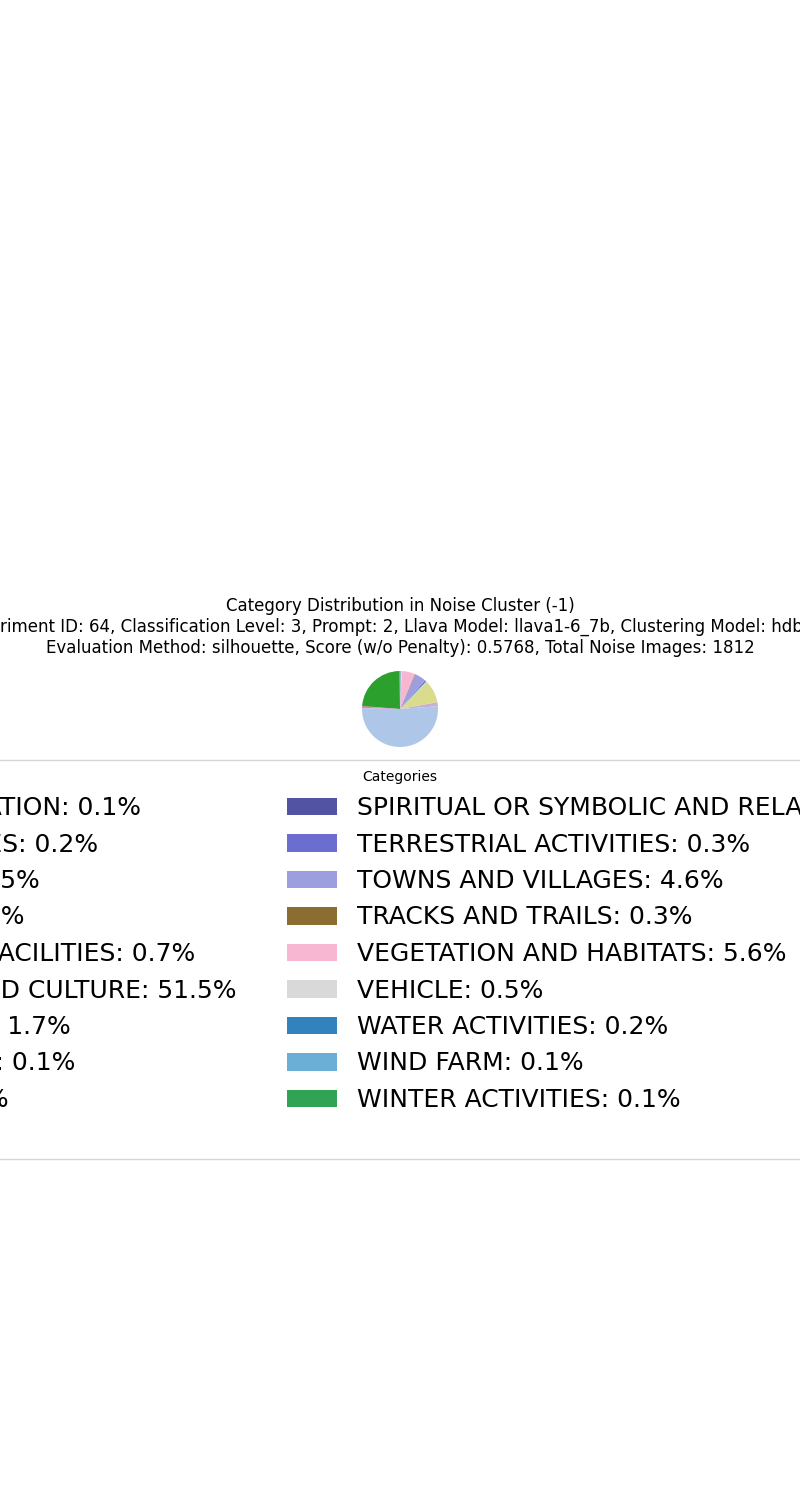 Category Distribution in Noise Cluster (-1)
riment ID: 64, Classification Level: 3, Prompt: 2, Llava Model: llava1-6_7b, Clustering Model: hdb
Evaluation Method: silhouette, Score (w/o Penalty): 0.5768, Total Noise Images: 1812
Categories
ATION: 0.1%
ES: 0.2%
5%
%
ACILITIES: 0.7%
D CULTURE: 51.5%
1.7%
: 0.1%
%
SPIRITUAL OR SYMBOLIC AND RELA
TERRESTRIAL ACTIVITIES: 0.3%
TOWNS AND VILLAGES: 4.6%
TRACKS AND TRAILS: 0.3%
VEGETATION AND HABITATS: 5.6%
VEHICLE: 0.5%
WATER ACTIVITIES: 0.2%
WIND FARM: 0.1%
WINTER ACTIVITIES: 0.1%